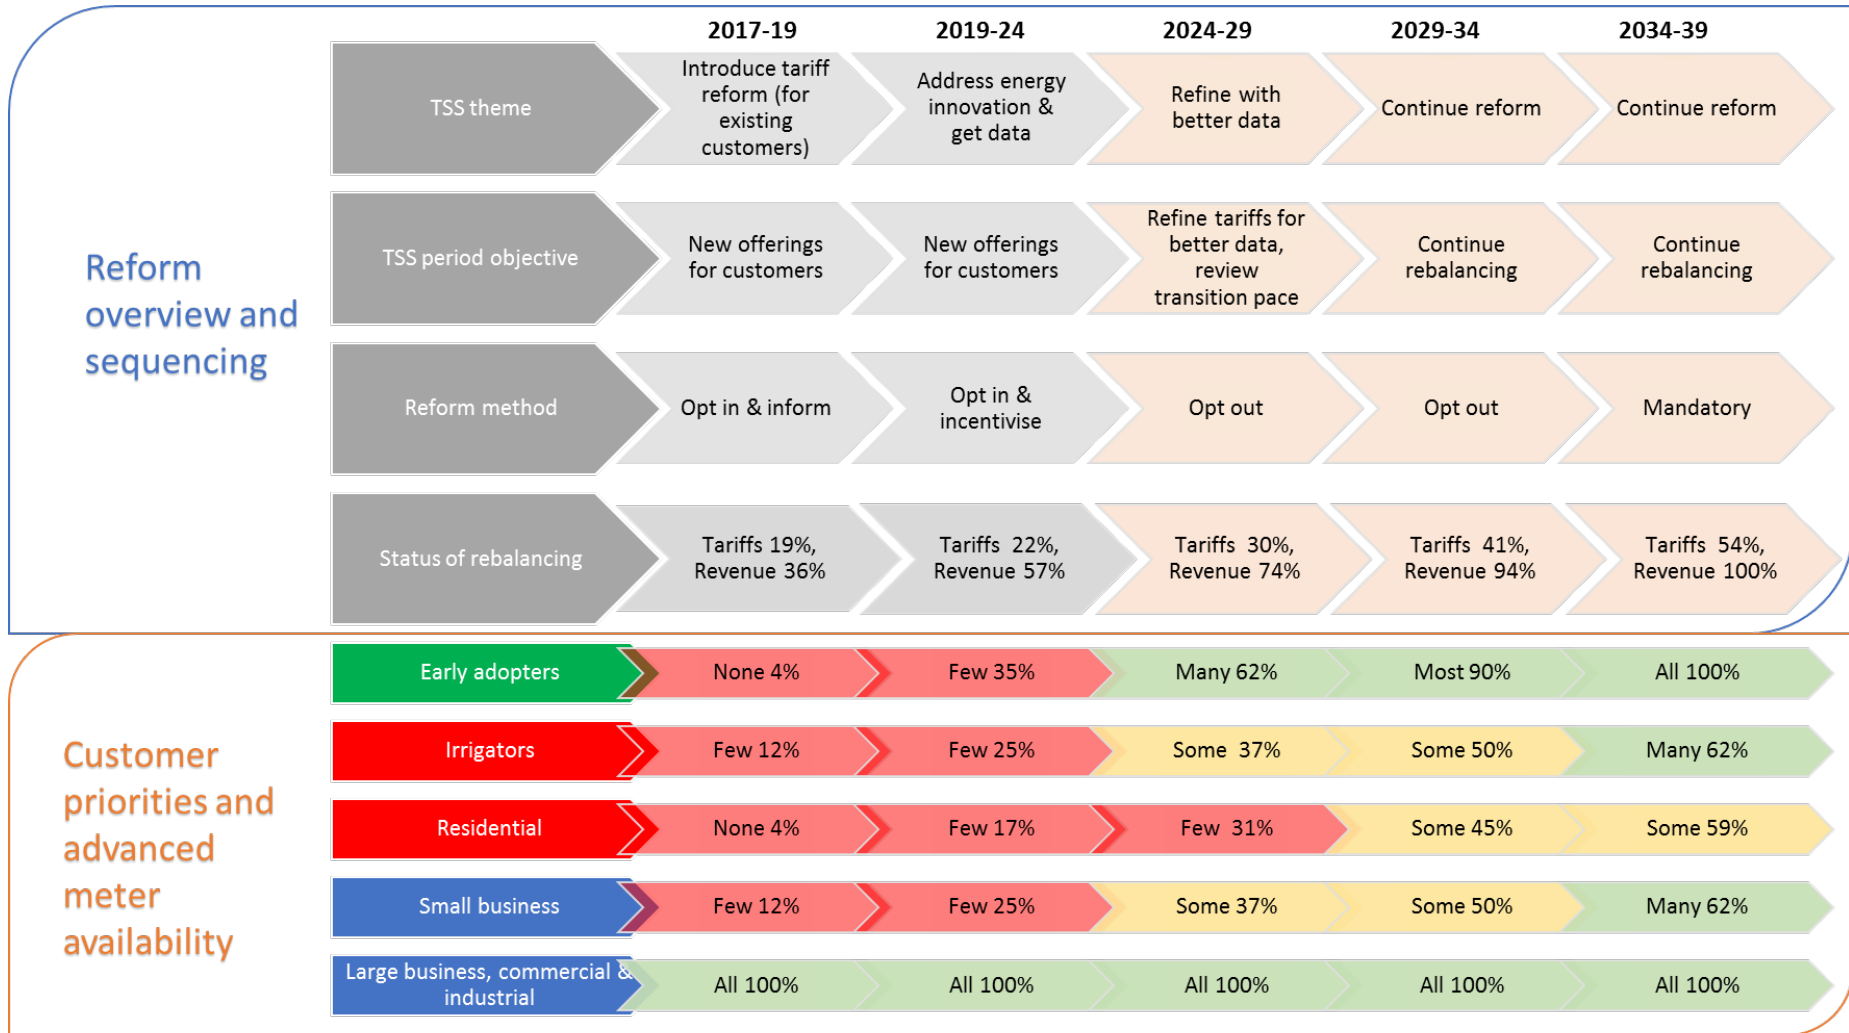 2017-19
2019-24
2024-29
2029-34
2034-39
Reform
overview and
sequencing
TSS theme
Introduce tariff
reform (for
existing
customers)
Address energy
innovation &
get data
Refine with
better data
Continue reform
Continue reform
TSS period objective
New offerings
for customers
New offerings
for customers
Refine tariffs for
better data,
review
transition pace
Continue
rebalancing
Continue
rebalancing
Reform method
Opt in & inform
Opt in &
incentivise
Opt out
Opt out
Mandatory
Status of rebalancing
Tariffs 19%,
Revenue 36%
Tariffs 22%,
Revenue 57%
Tariffs 30%,
Revenue 74%
Tariffs 41%,
Revenue 94%
Tariffs 54%,
Revenue 100%
Customer
priorities and
advanced
meter
availability
Early adopters
None 4%
Few 35%
Many 62%
Most 90%
All 100%
Irrigators
Few 12%
Few 25%
Some 37%
Some 50%
Many 62%
Residential
None 4%
Few 17%
Few 31%
Some 45%
Some 59%
Small business
Few 12%
Few 25%
Some 37%
Some 50%
Many 62%
Large business, commercial &
industrial
All 100%
All 100%
All 100%
All 100%
All 100%